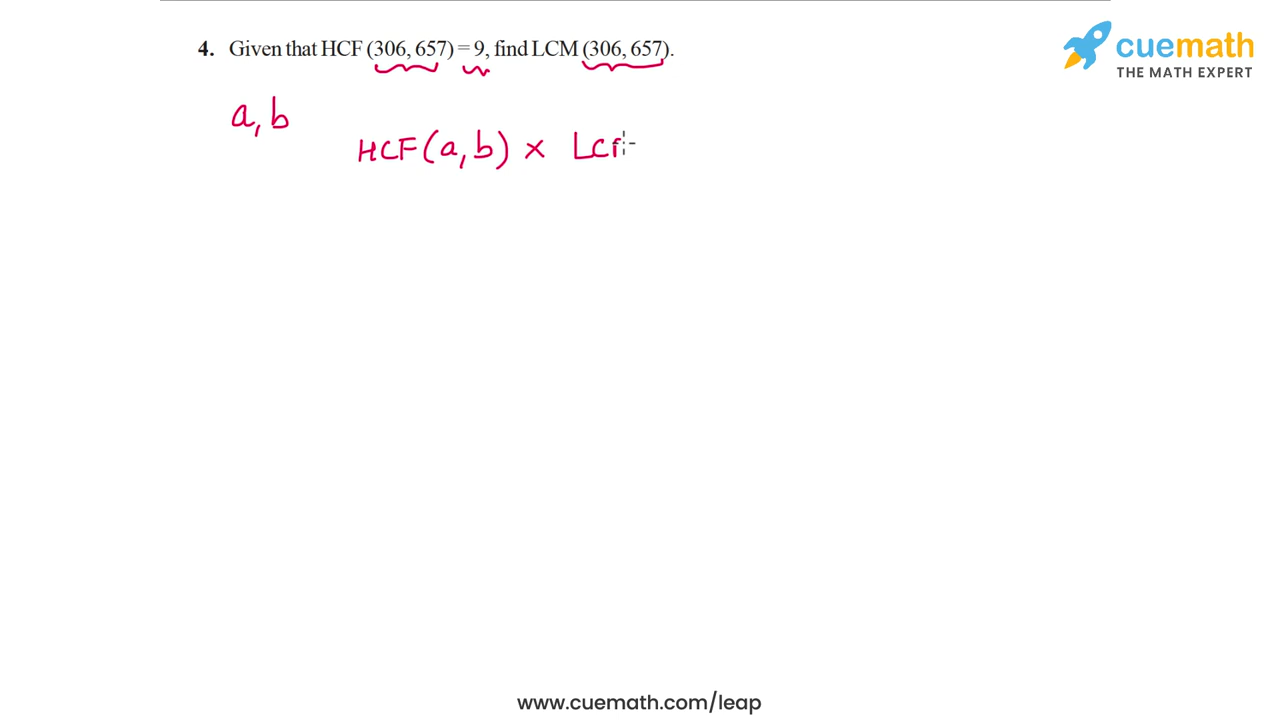 4. Given that HCF (306, 657) = 9, find LCM (306, 657).
cuemath
THE MATH EXPERT
a, b
HCF(a, b) ×
www.cuemath.com/leap